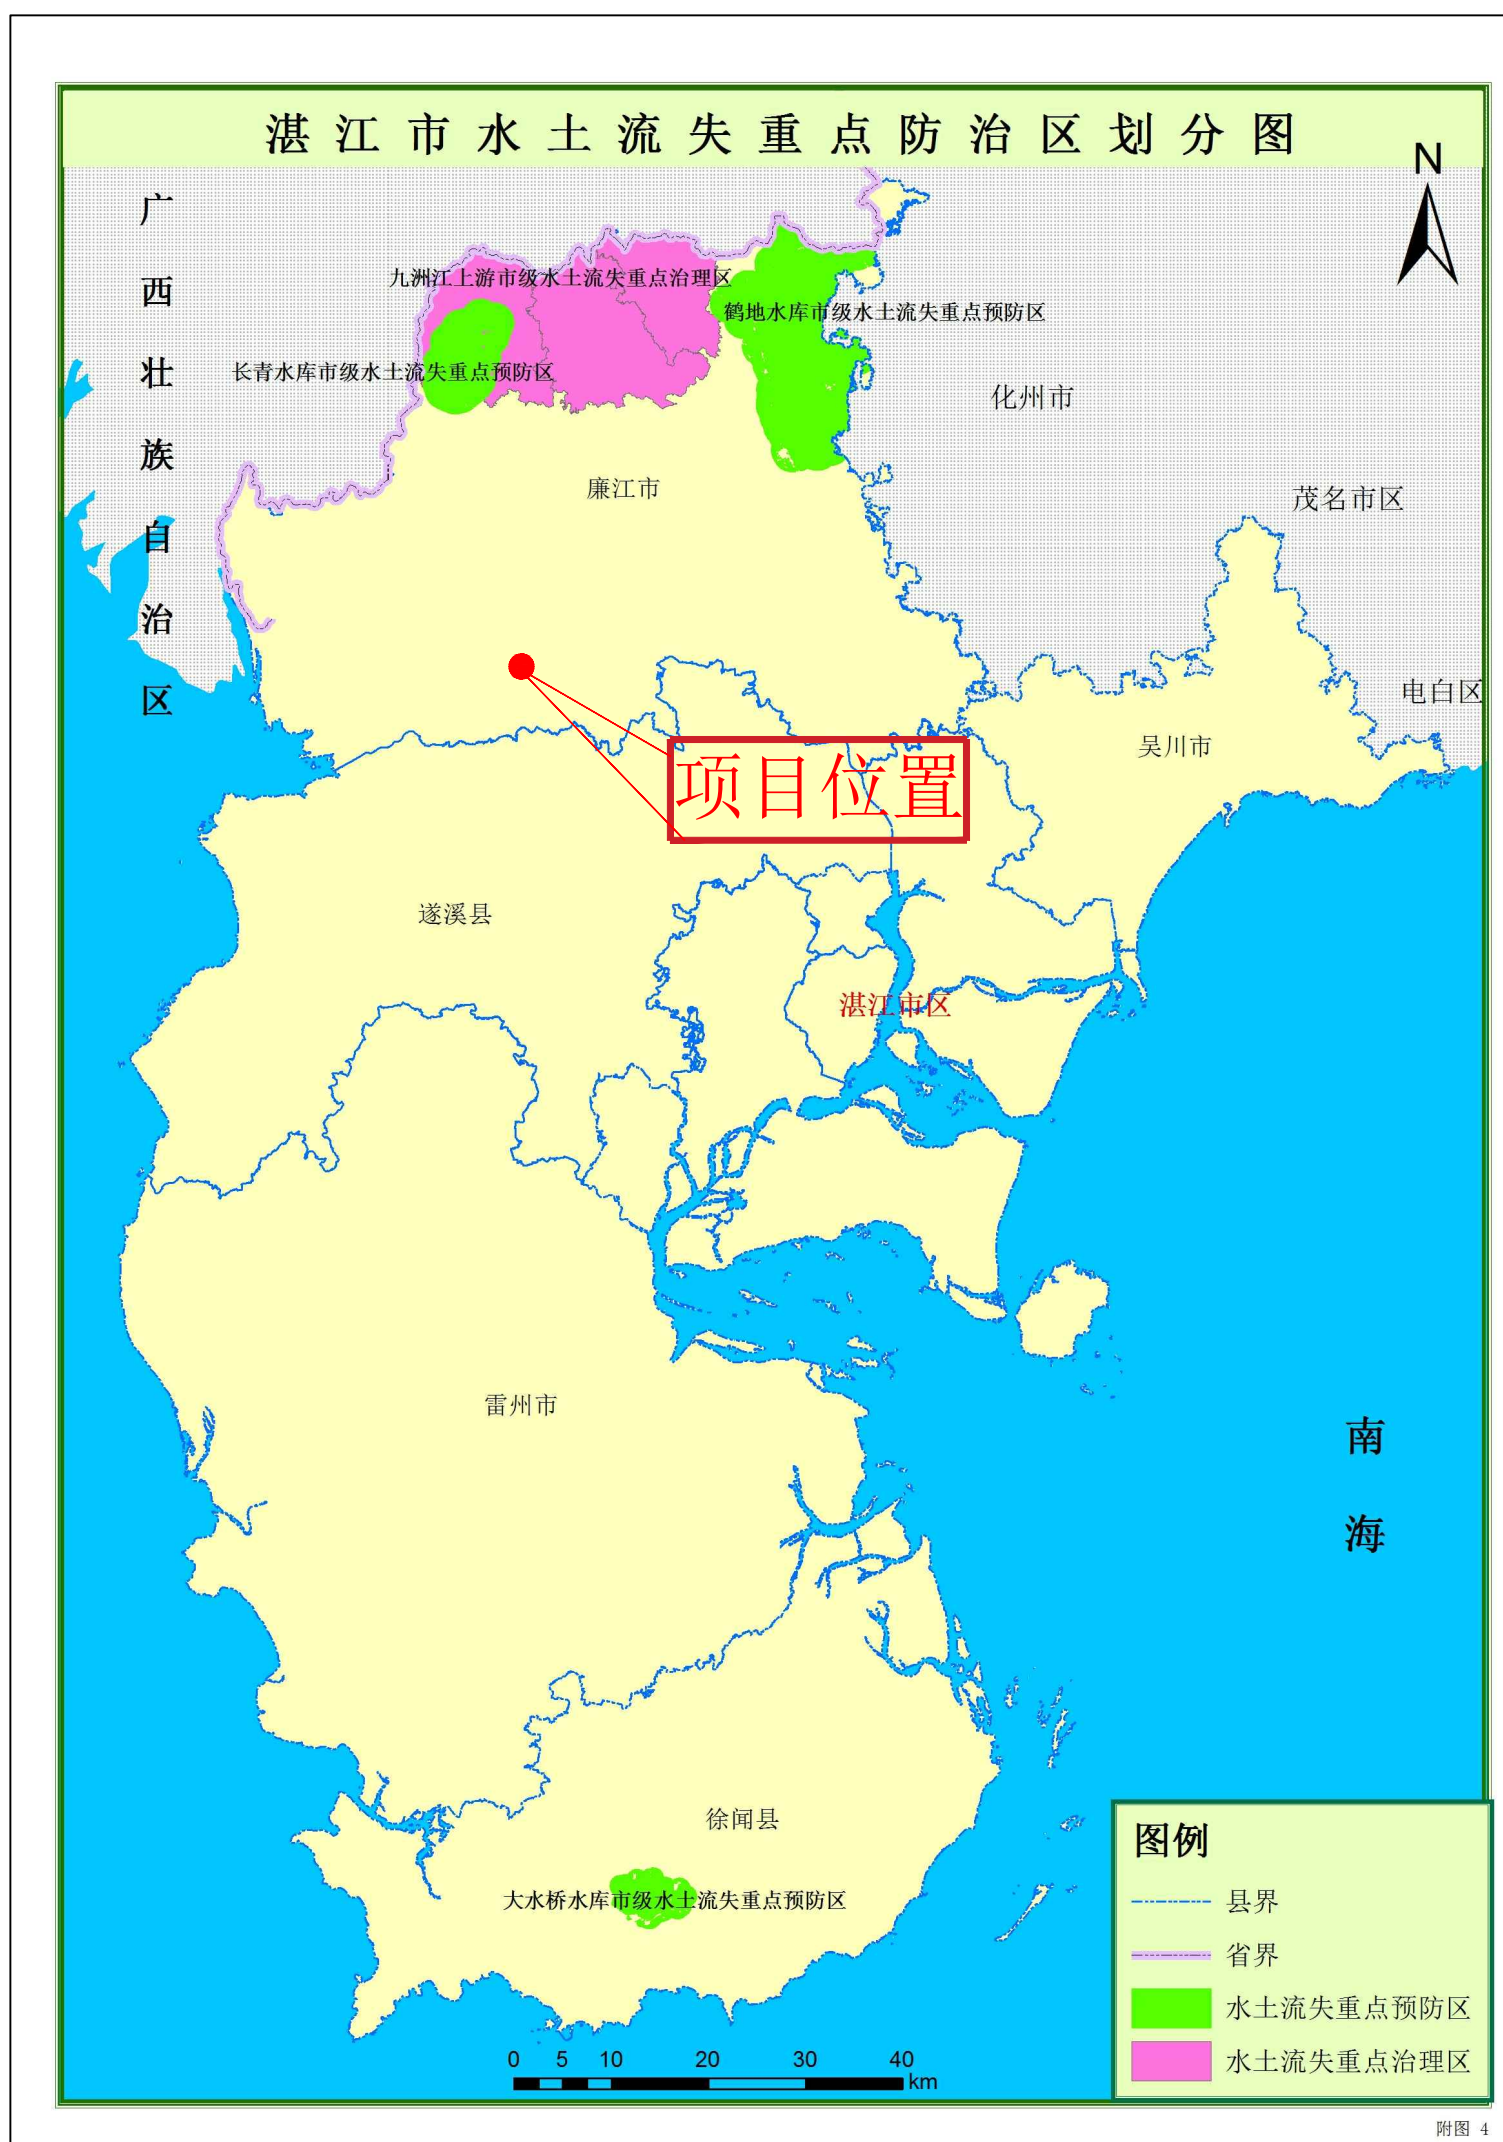 湛江市水土流失重点防治区划分图
N
广西壮族自治区
九洲江上游市级水土流失重点治理区
鹤地水库市级水土流失重点预防区
长青水库市级水土流失重点预防区
化州市
廉江市
茂名市区
电白区
吴川市
项目位置
遂溪县
湛江市区
雷州市
南海
徐闻县
大水桥水库市级水土流失重点预防区
图例
县界
省界
水土流失重点预防区
水土流失重点治理区
0 5 10 20 30 40
km
附图 4